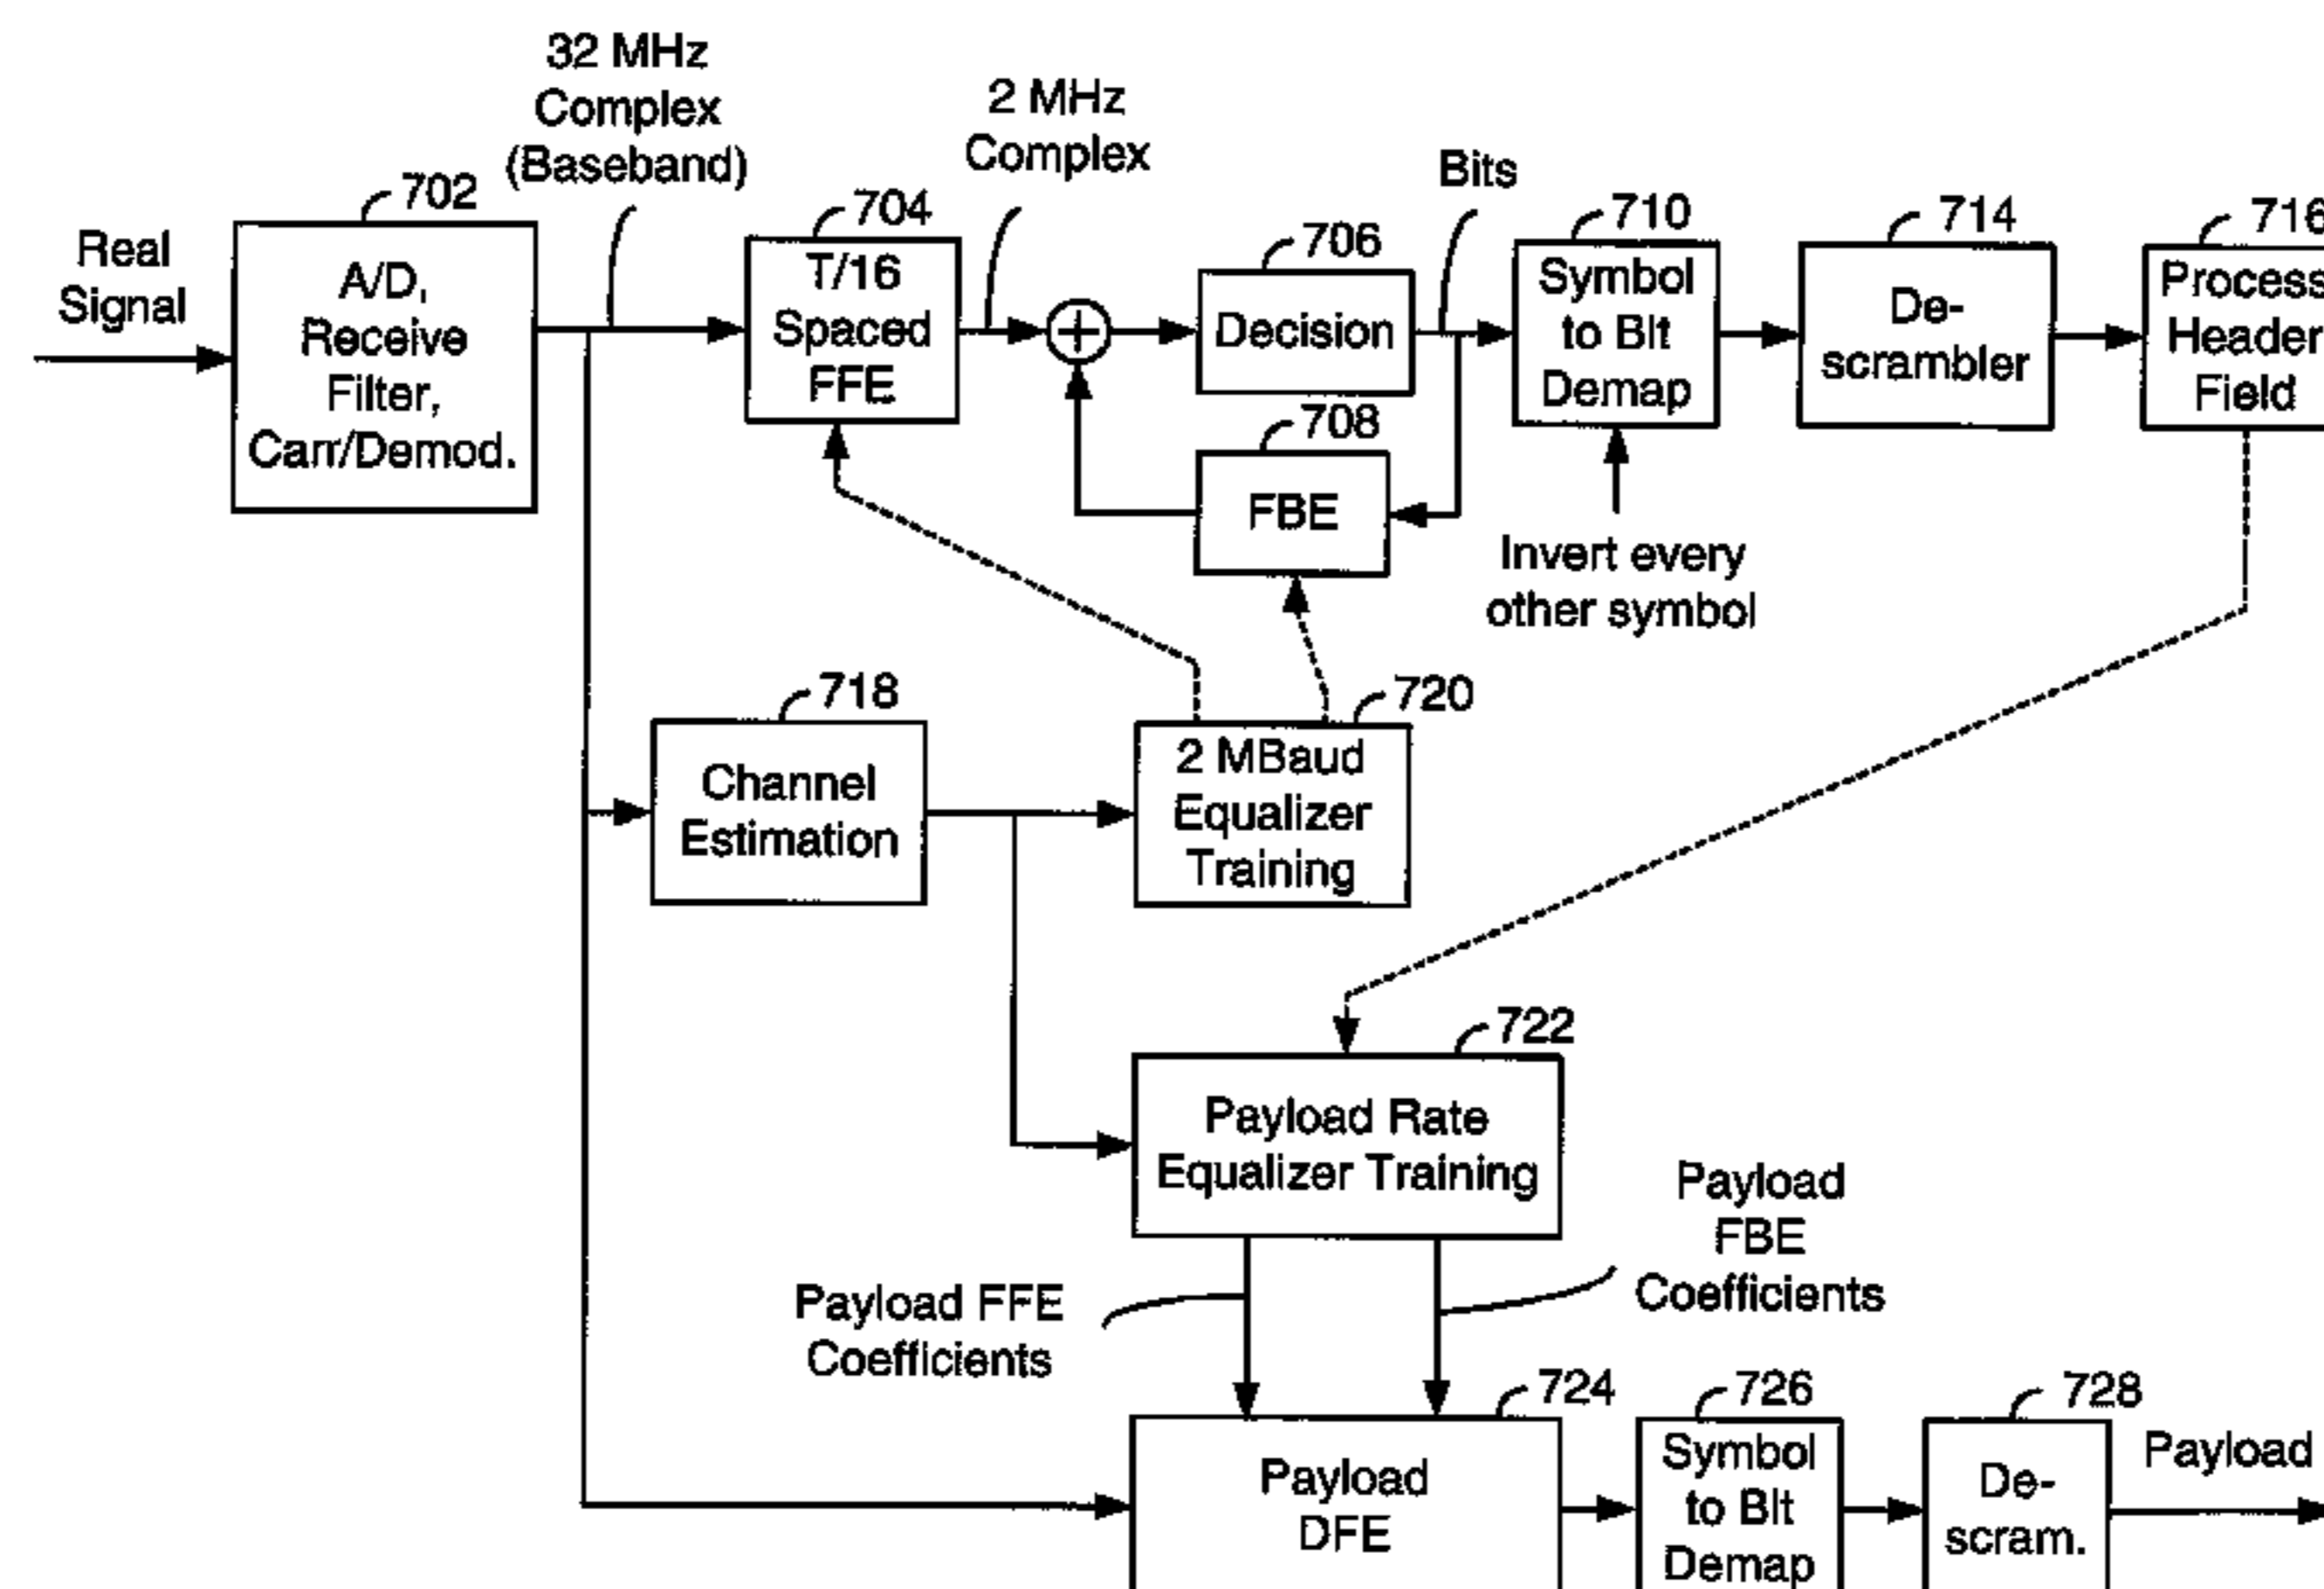 32 MHz
Complex
(Baseband)
2 MHz
Complex
Bits
Real
Signal
702
A/D,
Receive
Filter,
Carr/Demod.
704
T/16
Spaced
FFE
706
Decision
708
FBE
710
Symbol
to Bit
Demap
Invert every
other symbol
714
De-
scrambler
716
Process
Header
Field
718
Channel
Estimation
720
2 MBaud
Equalizer
Training
722
Payload Rate
Equalizer Training
Payload FFE
Coefficients
Payload
FBE
Coefficients
724
Payload
DFE
726
Symbol
to Bit
Demap
728
De-
scram.
Payload